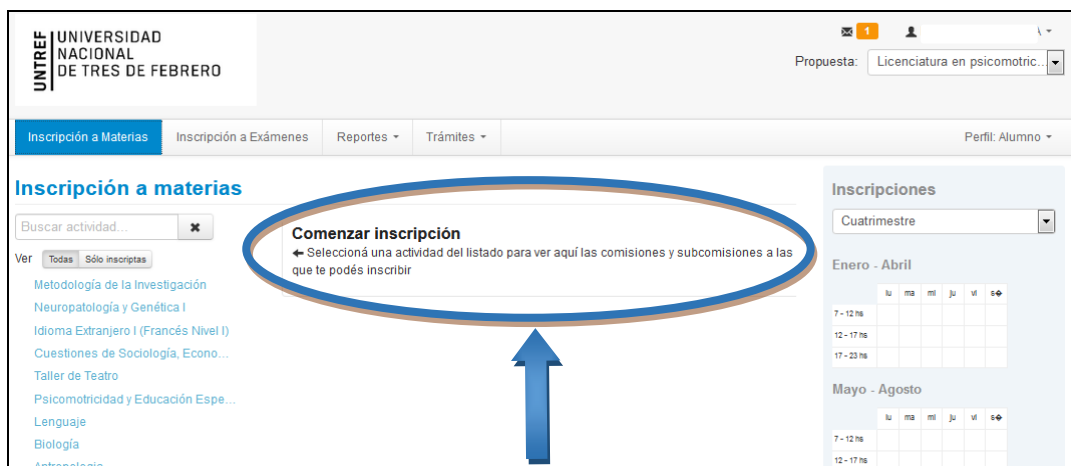 UNTREF
UNIVERSIDAD
NACIONAL
DE TRES DE FEBRERO
1
Propuesta: Licenciatura en psicomotric...
Inscripción a Materias Inscripción a Exámenes Reportes Trámites Perfil: Alumno
Inscripción a materias
Buscar actividad...
Ver Todas Sólo inscriptas
Metodología de la Investigación
Neuropatología y Genética I
Idioma Extranjero I (Francés Nivel I)
Cuestiones de Sociología, Econo...
Taller de Teatro
Psicomotricidad y Educación Espe...
Lenguaje
Biología
Antropologia
Comenzar inscripción
Seleccioná una actividad del listado para ver aquí las comisiones y subcomisiones a las
que te podés inscribir
Inscripciones
Cuatrimestre
Enero - Abril
lu ma mi ju vi s�
7 - 12 hs
12 - 17 hs
17 - 23 hs
Mayo - Agosto
lu ma mi ju vi s�
7 - 12 hs
12 - 17 hs